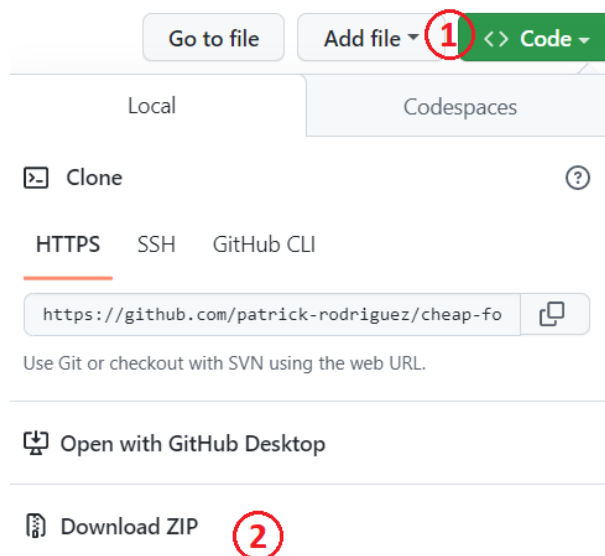 Go to file Add file 1 <> Code
Local Codespaces
Clone
HTTPS SSH GitHub CLI
https://github.com/patrick-rodriguez/cheap-fo
Use Git or checkout with SVN using the web URL.
Open with GitHub Desktop
Download ZIP 2